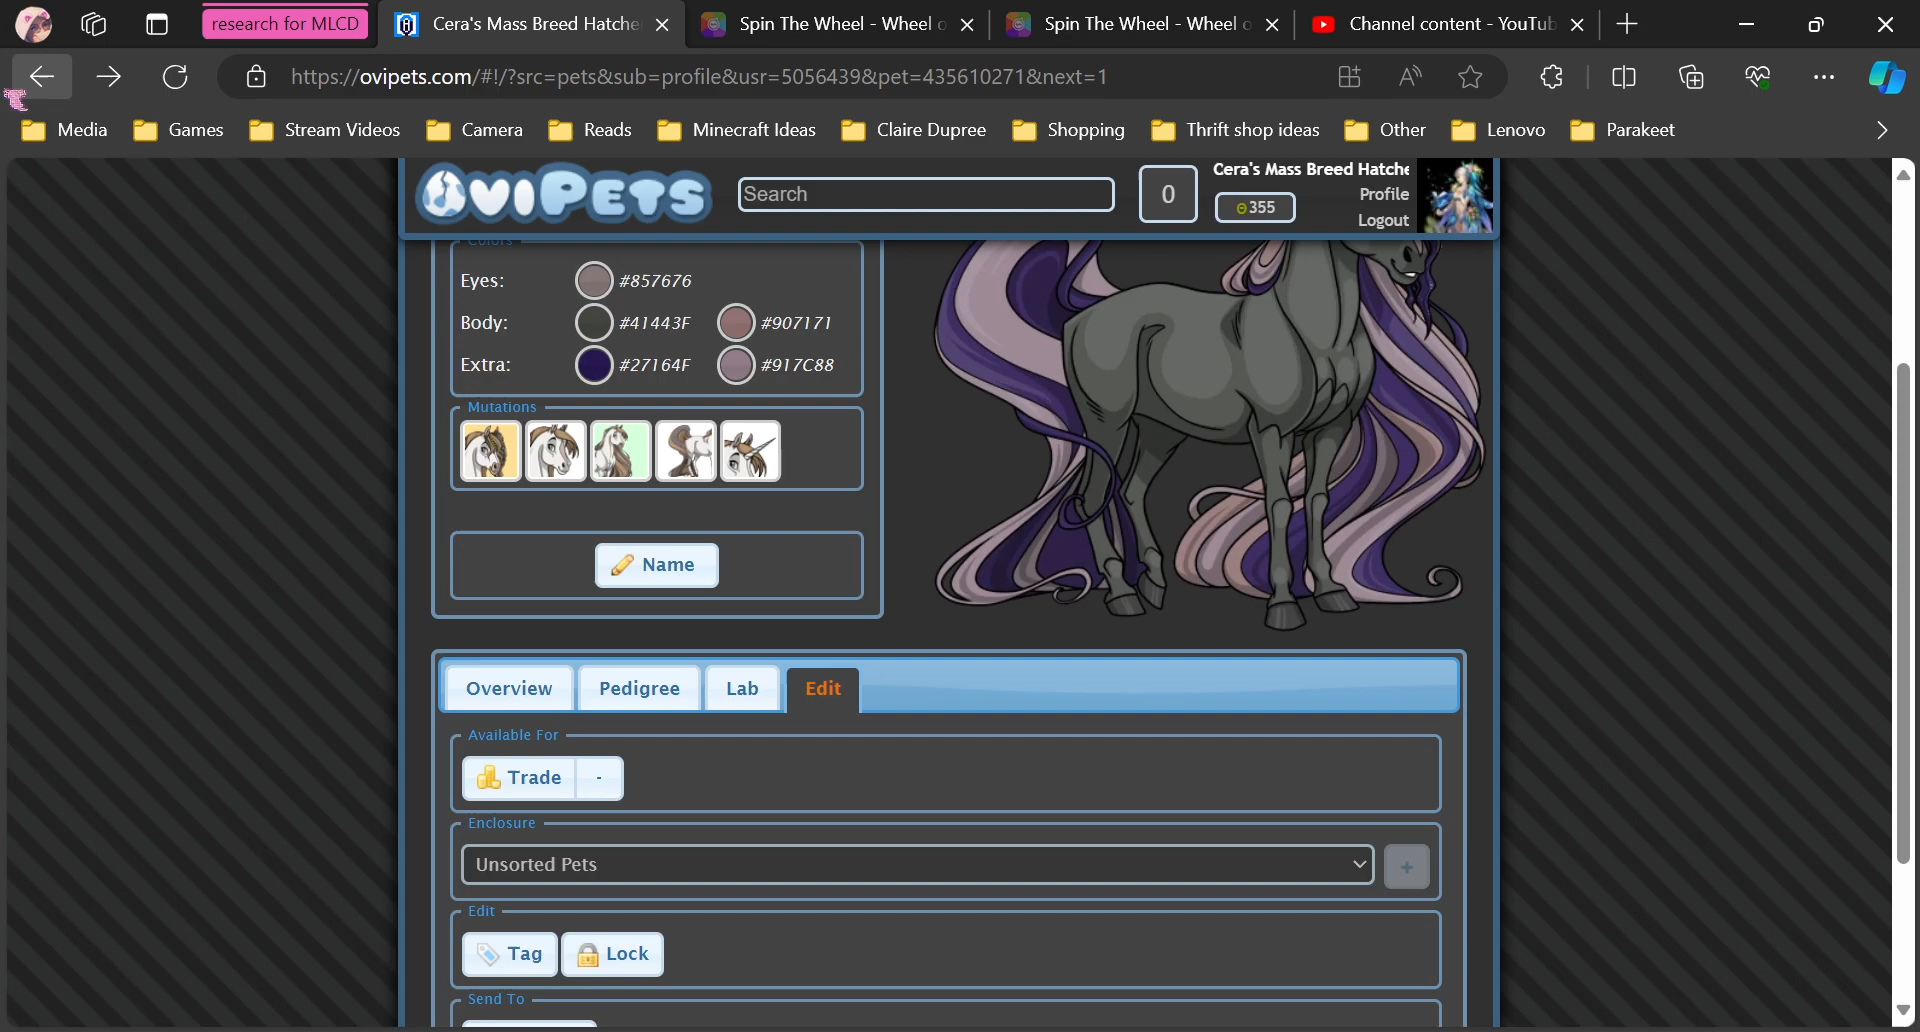 research for MLCD
Cera's Mass Breed Hatche
Spin The Wheel - Wheel o
Spin The Wheel - Wheel o
Channel content - YouTub
https://ovipets.com/#!/?src=pets&sub=profile&usr=5056439&pet=435610271&next=1
Media
Games
Stream Videos
Camera
Reads
Minecraft Ideas
Claire Dupree
Shopping
Thrift shop ideas
Other
Lenovo
Parakeet
OviPets
Search
0
Cera's Mass Breed Hatche
355
Profile
Logout
Colors
Eyes: #857676
Body: #41443F #907171
Extra: #27164F #917C88
Mutations
Name
Overview Pedigree Lab Edit
Available For
Trade -
Enclosure
Unsorted Pets +
Edit
Tag Lock
Send To